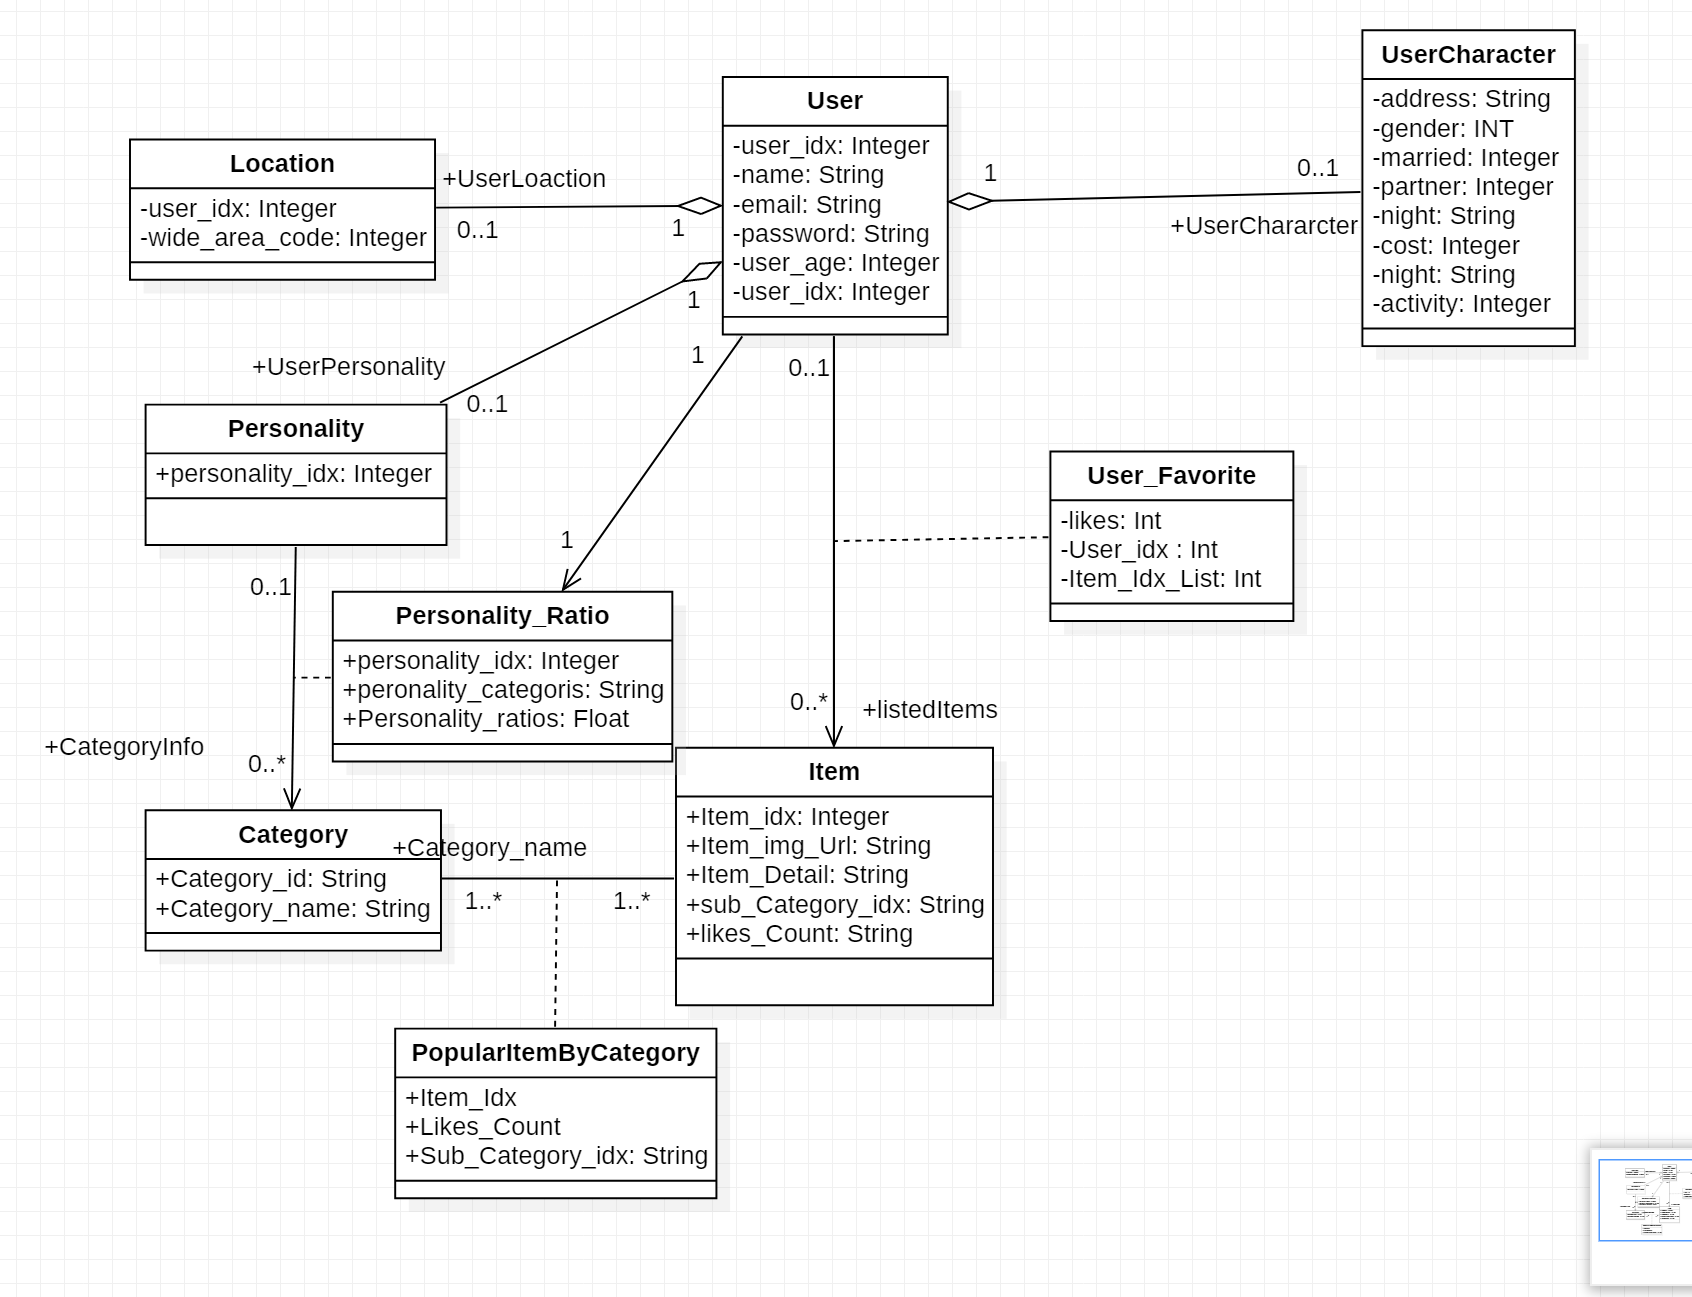 UserCharacter
-address: String
-gender: INT
-married: Integer
-partner: Integer
-night: String
-cost: Integer
-night: String
-activity: Integer
User
-user_idx: Integer
-name: String
-email: String
-password: String
-user_age: Integer
-user_idx: Integer
Location
-user_idx: Integer
-wide_area_code: Integer
+UserLoaction
0..1
1
1
0..1
+UserChararcter
1
+UserPersonality
0..1
1
0..1
Personality
+personality_idx: Integer
User_Favorite
-likes: Int
-User_idx : Int
-Item_Idx_List: Int
1
0..1
Personality_Ratio
+personality_idx: Integer
+peronality_categoris: String
+Personality_ratios: Float
0..*
+listedItems
+CategoryInfo
0..*
Item
+Item_idx: Integer
+Item_img_Url: String
+Item_Detail: String
+sub_Category_idx: String
+likes_Count: String
Category
+Category_id: String
+Category_name: String
+Category_name
1..*
1..*
PopularItemByCategory
+Item_Idx
+Likes_Count
+Sub_Category_idx: String